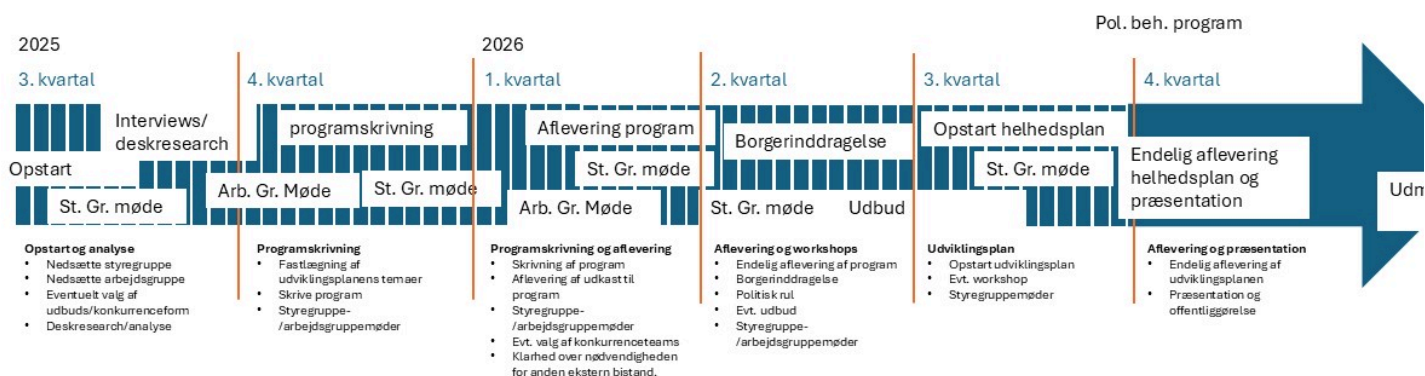 Pol. beh. program
2025
2026
3. kvartal
4. kvartal
1. kvartal
2. kvartal
3. kvartal
4. kvartal
Interviews/
deskresearch
programskrivning
Aflevering program
Borgerinddragelse
Opstart helhedsplan
Endelig aflevering
helhedsplan og
præsentation
Opstart
St. Gr. møde
Arb. Gr. Møde
St. Gr. møde
St. Gr. møde
Arb. Gr. Møde
St. Gr. møde
Udbud
St. Gr. møde
Udm
Opstart og analyse
• Nedsætte styregruppe
• Nedsætte arbejdsgruppe
• Eventuelt valg af
udbuds/konkurrenceform
• Deskresearch/analyse
Programskrivning
• Fastlægning af
udviklingsplanens temaer
• Skrive program
• Styregruppe-
/arbejdsgruppemøder
Programskrivning og aflevering
• Skrivning af program
• Aflevering af udkast til
program
• Styregruppe-
/arbejdsgruppemøder
• Evt. valg af konkurrenceteams
• Klarhed over nødvendigheden
for anden ekstern bistand.
Aflevering og workshops
• Endelig aflevering af program
• Borgerinddragelse
• Politisk rul
• Evt. udbud
• Styregruppe-
/arbejdsgruppemøder
Udviklingsplan
• Opstart udviklingsplan
• Evt. workshop
• Styregruppemøder
Aflevering og præsentation
• Endelig aflevering af
udviklingsplanen
• Præsentation og
offentliggørelse